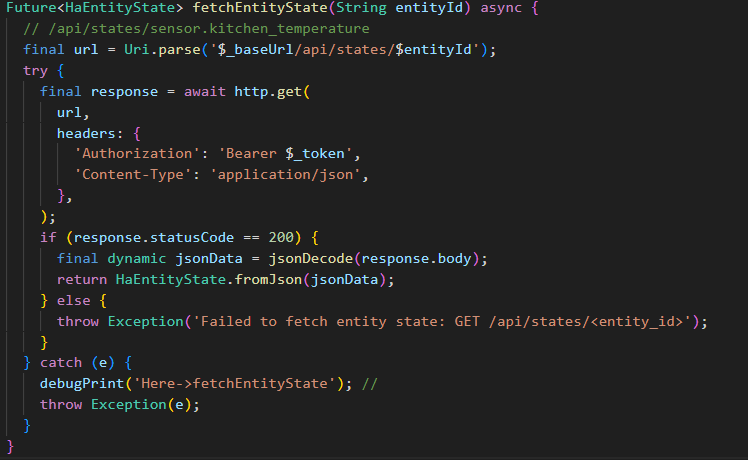 Future<HaEntityState> fetchEntityState(String entityId) async {
  // /api/states/sensor.kitchen_temperature
  final url = Uri.parse('$_baseUrl/api/states/$entityId');
  try {
    final response = await http.get(
      url,
      headers: {
        'Authorization': 'Bearer $_token',
        'Content-Type': 'application/json',
      },
    );
    if (response.statusCode == 200) {
      final dynamic jsonData = jsonDecode(response.body);
      return HaEntityState.fromJson(jsonData);
    } else {
      throw Exception('Failed to fetch entity state: GET /api/states/<entity_id>');
    }
  } catch (e) {
    debugPrint('Here->fetchEntityState'); //
    throw Exception(e);
  }
}